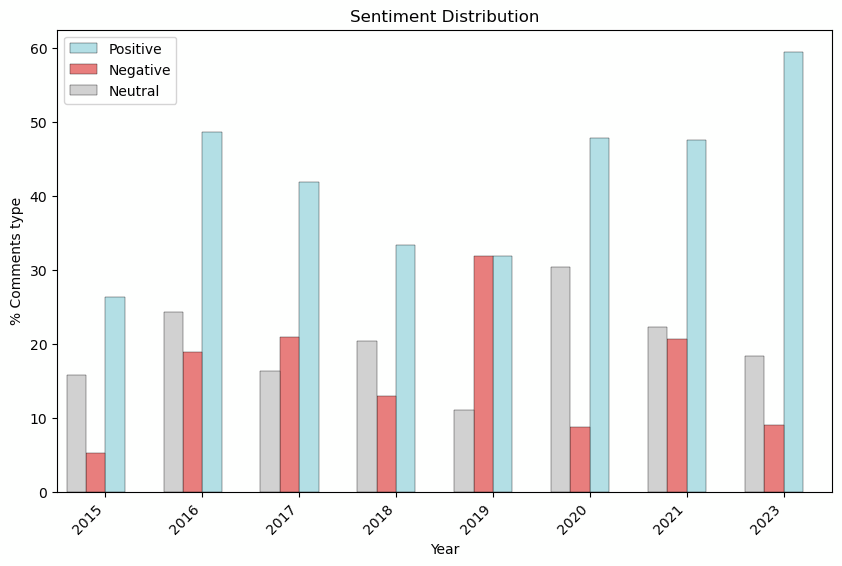 Sentiment Distribution
Positive
Negative
Neutral
60
50
40
30
20
10
0
% Comments type
2015 2016 2017 2018 2019 2020 2021 2023
Year